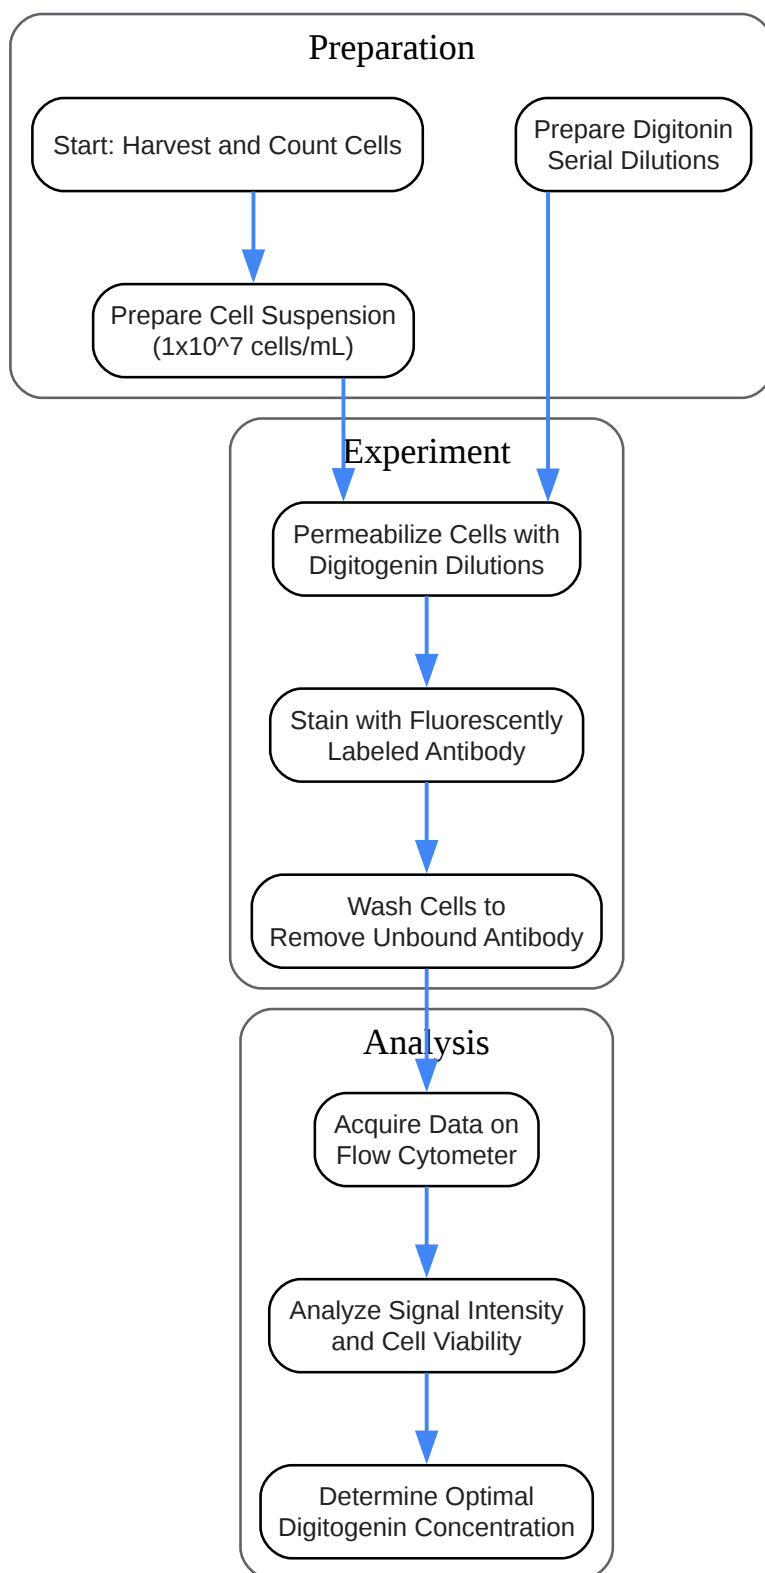 Preparation
Start: Harvest and Count Cells
Prepare Digitonin
Serial Dilutions
Prepare Cell Suspension
(1x10^7 cells/mL)
Experiment
Permeabilize Cells with
Digitogenin Dilutions
Stain with Fluorescently
Labeled Antibody
Wash Cells to
Remove Unbound Antibody
Analysis
Acquire Data on
Flow Cytometer
Analyze Signal Intensity
and Cell Viability
Determine Optimal
Digitogenin Concentration